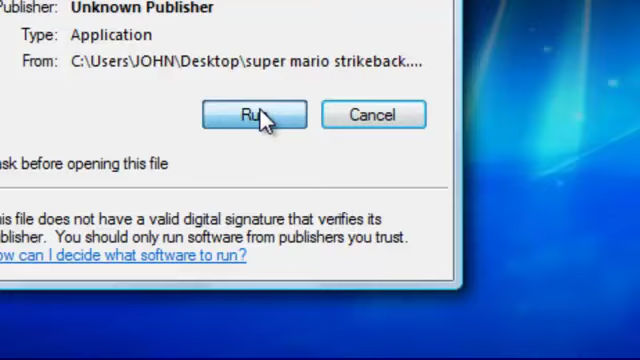 Publisher: Unknown Publisher
Type: Application
From: C:\Users\JOHN\Desktop\super mario strikeback....
Run Cancel
ask before opening this file
his file does not have a valid digital signature that verifies its
blisher. You should only run software from publishers you trust.
ow can I decide what software to run?